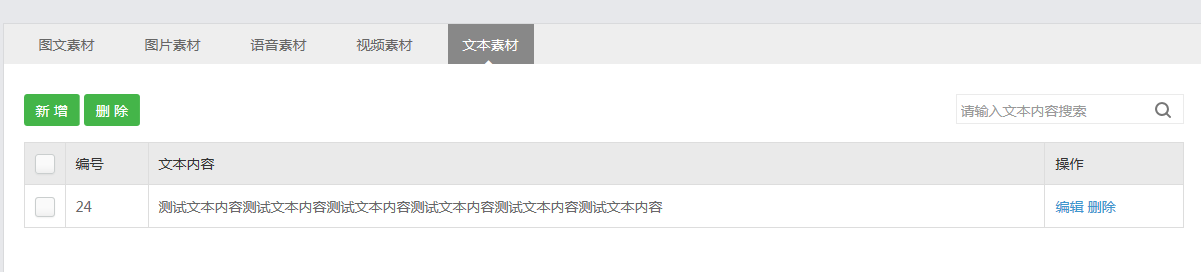 图文素材 图片素材 语音素材 视频素材 文本素材
新 增 删 除 请输入文本内容搜索
编号 文本内容 操作
24 测试文本内容测试文本内容测试文本内容测试文本内容测试文本内容测试文本内容 编辑 删除